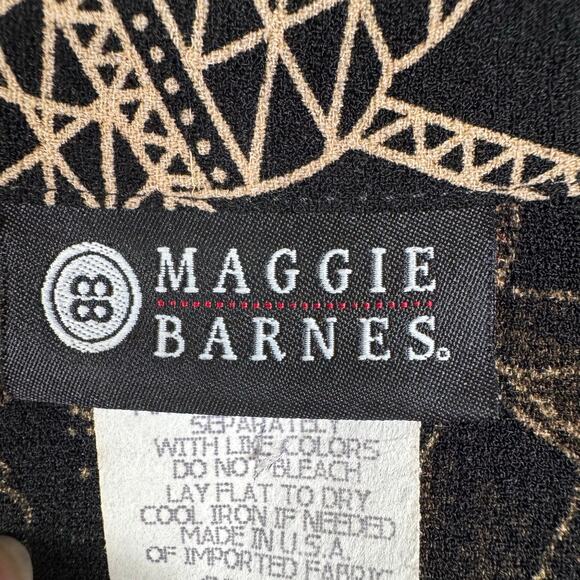 MAGGIE
BARNES®
SEPARATELY
WITH LIKE COLORS
DO NOT BLEACH
LAY FLAT TO DRY
COOL IRON IF NEEDED
MADE IN U.S.A
OF IMPORTED FABRIC